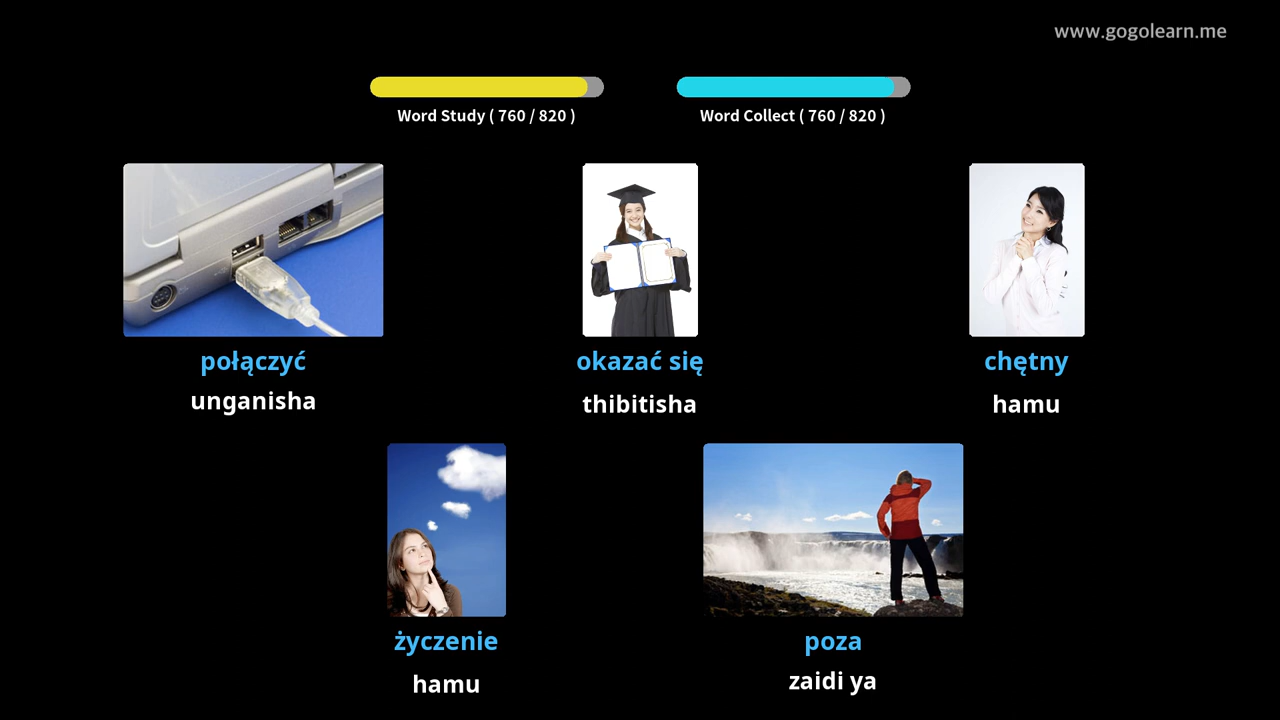 www.gogolearn.me
Word Study ( 760 / 820 )
Word Collect ( 760 / 820 )
połączyć
unganisha
okazać się
thibitisha
chętny
hamu
życzenie
hamu
poza
zaidi ya